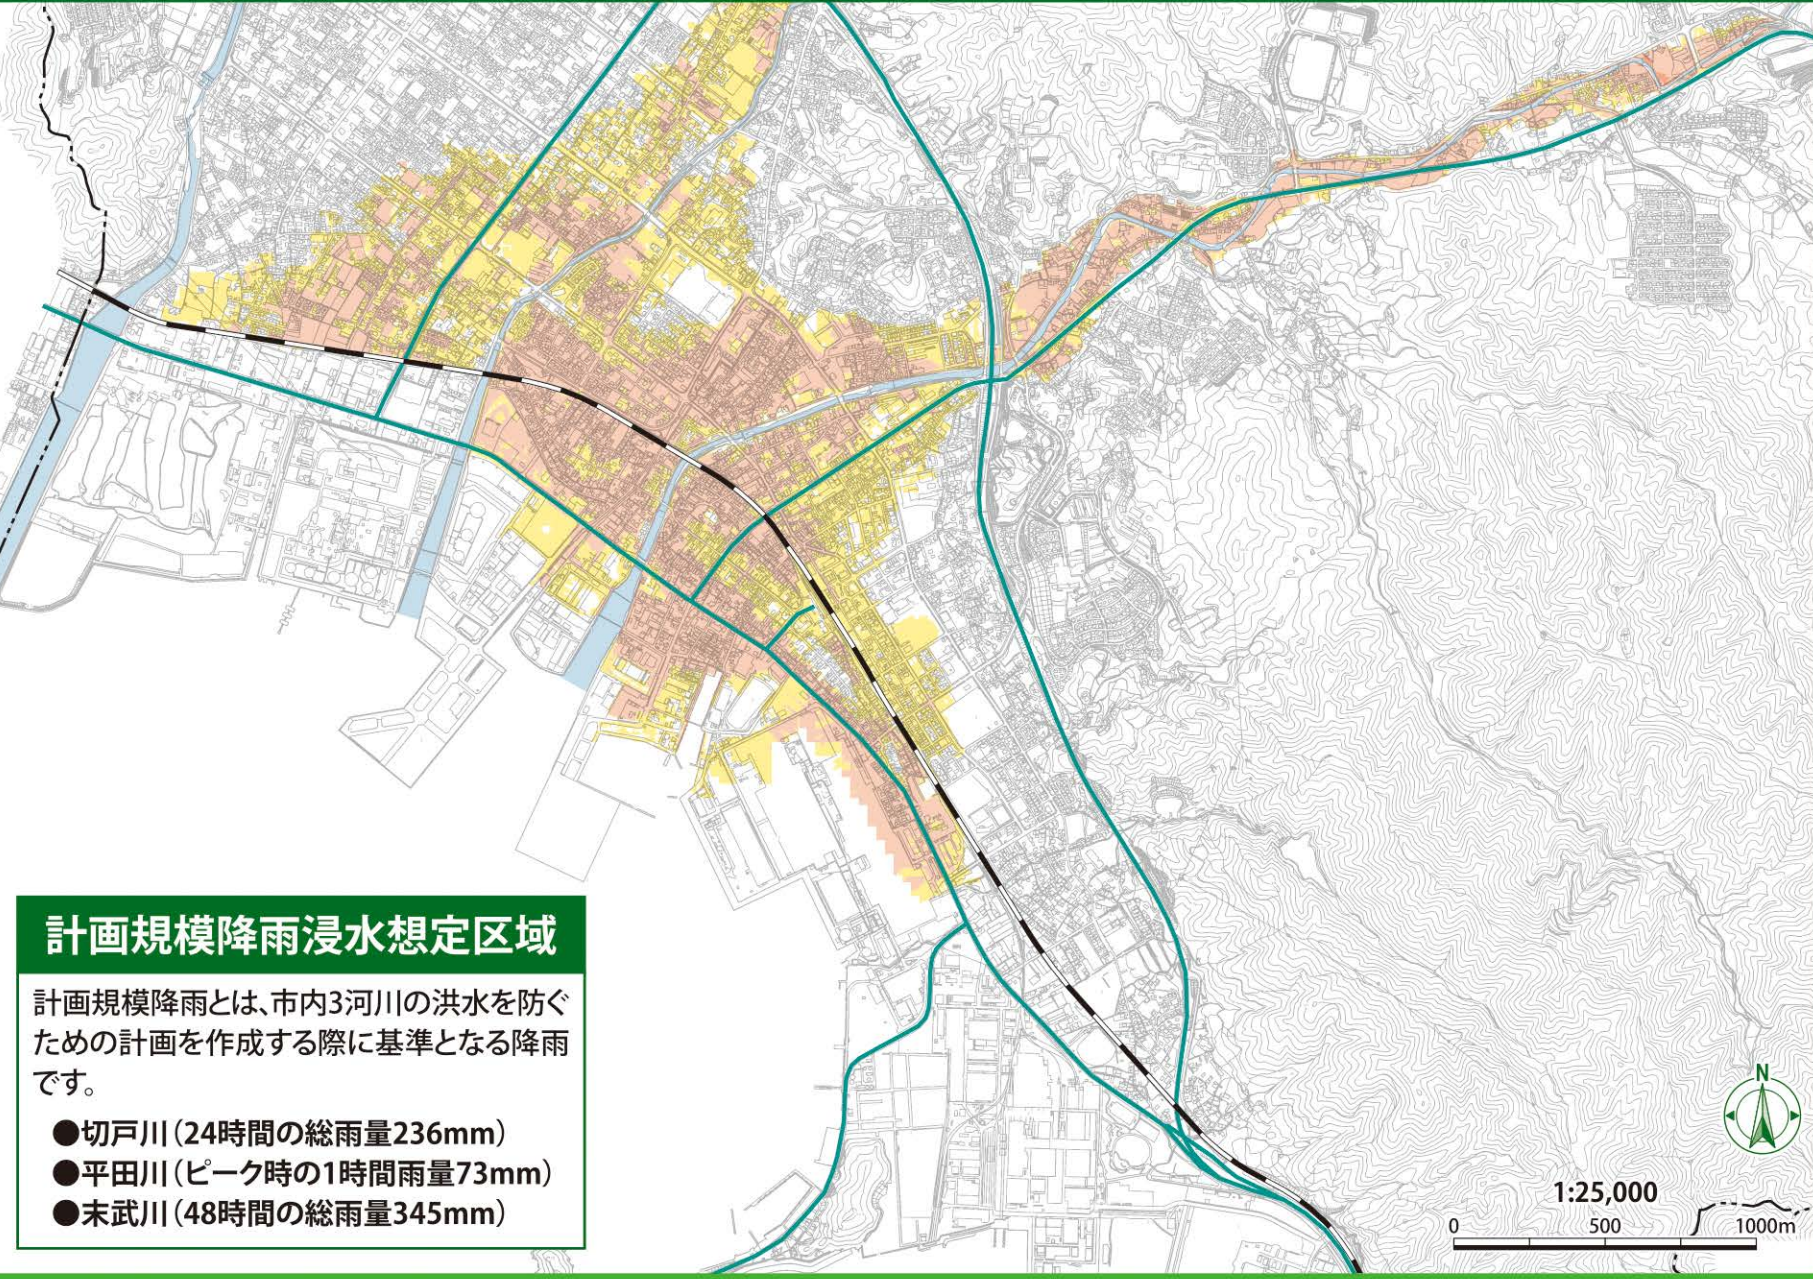 計画規模降雨浸水想定区域
計画規模降雨とは、市内3河川の洪水を防ぐ
ための計画を作成する際に基準となる降雨
です。
●切戸川（24時間の総雨量236mm）
●平田川（ピーク時の1時間雨量73mm）
●末武川（48時間の総雨量345mm）
N
1:25,000
0 500 1000m